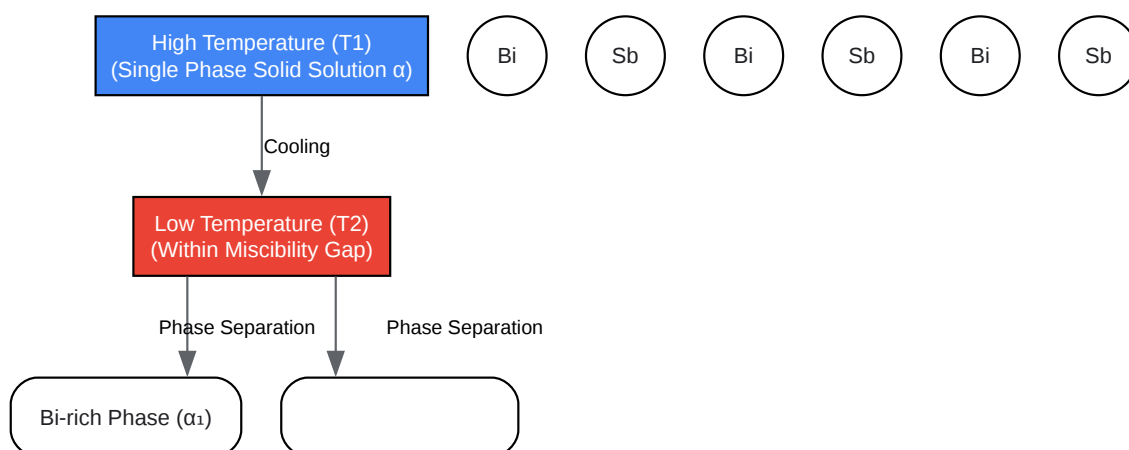 High Temperature (T1)
(Single Phase Solid Solution α)
Bi
Sb
Bi
Sb
Bi
Sb
Cooling
Low Temperature (T2)
(Within Miscibility Gap)
Phase Separation
Phase Separation
Bi-rich Phase (α₁)